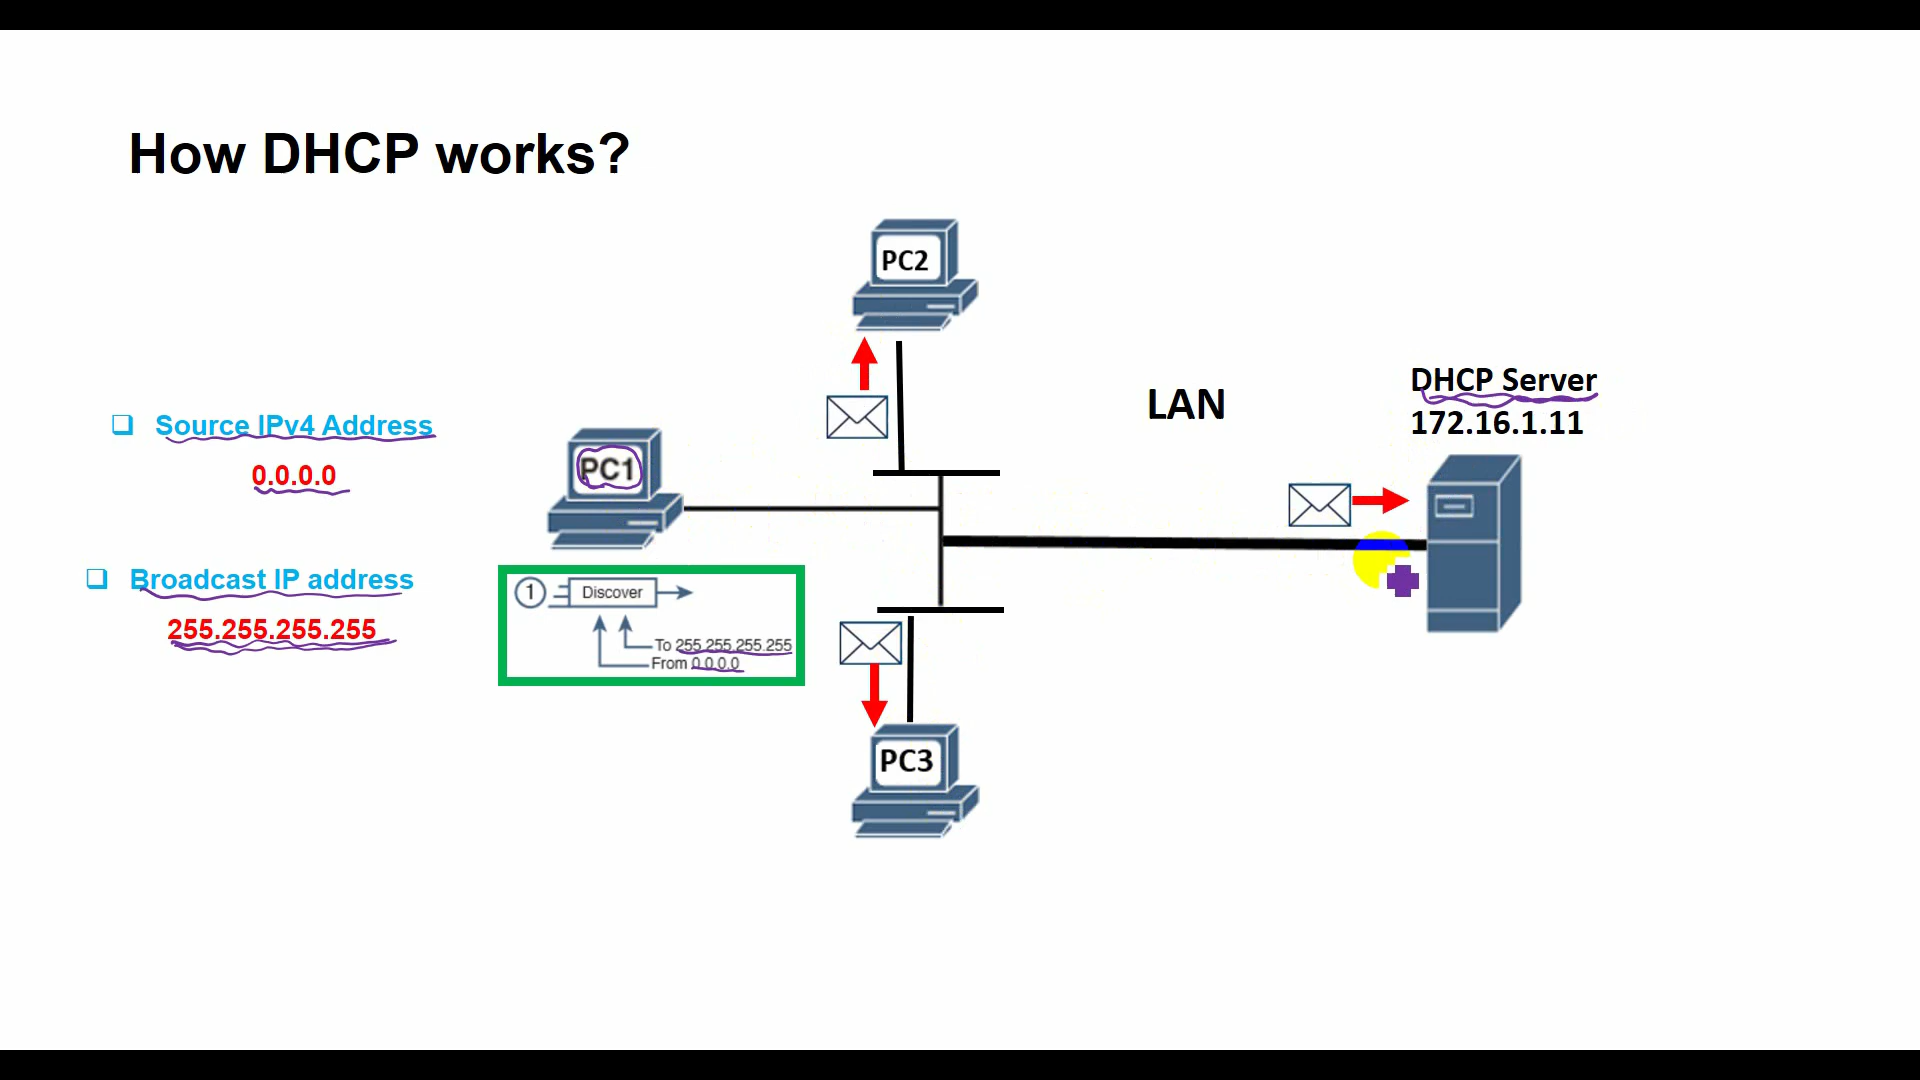 How DHCP works?
PC2
LAN
DHCP Server
172.16.1.11
Source IPv4 Address
0.0.0.0
PC1
Broadcast IP address
255.255.255.255
1 Discover
To 255.255.255.255
From 0.0.0.0
PC3